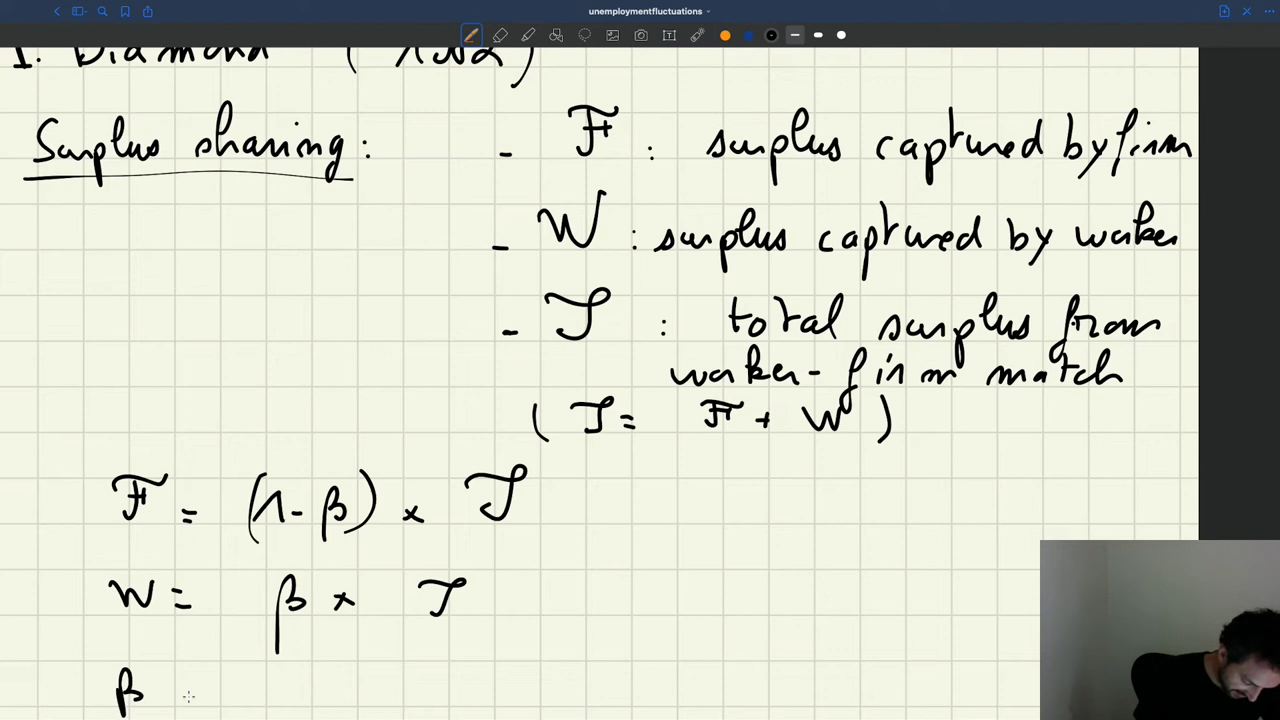 unemploymentfluctuations
1. Diamond (1982)
Surplus sharing:
- F : surplus captured by firm
- W : surplus captured by worker
- T : total surplus from
worker-firm match
( T = F + W )
F = (1-β) × T
W = β × T
β